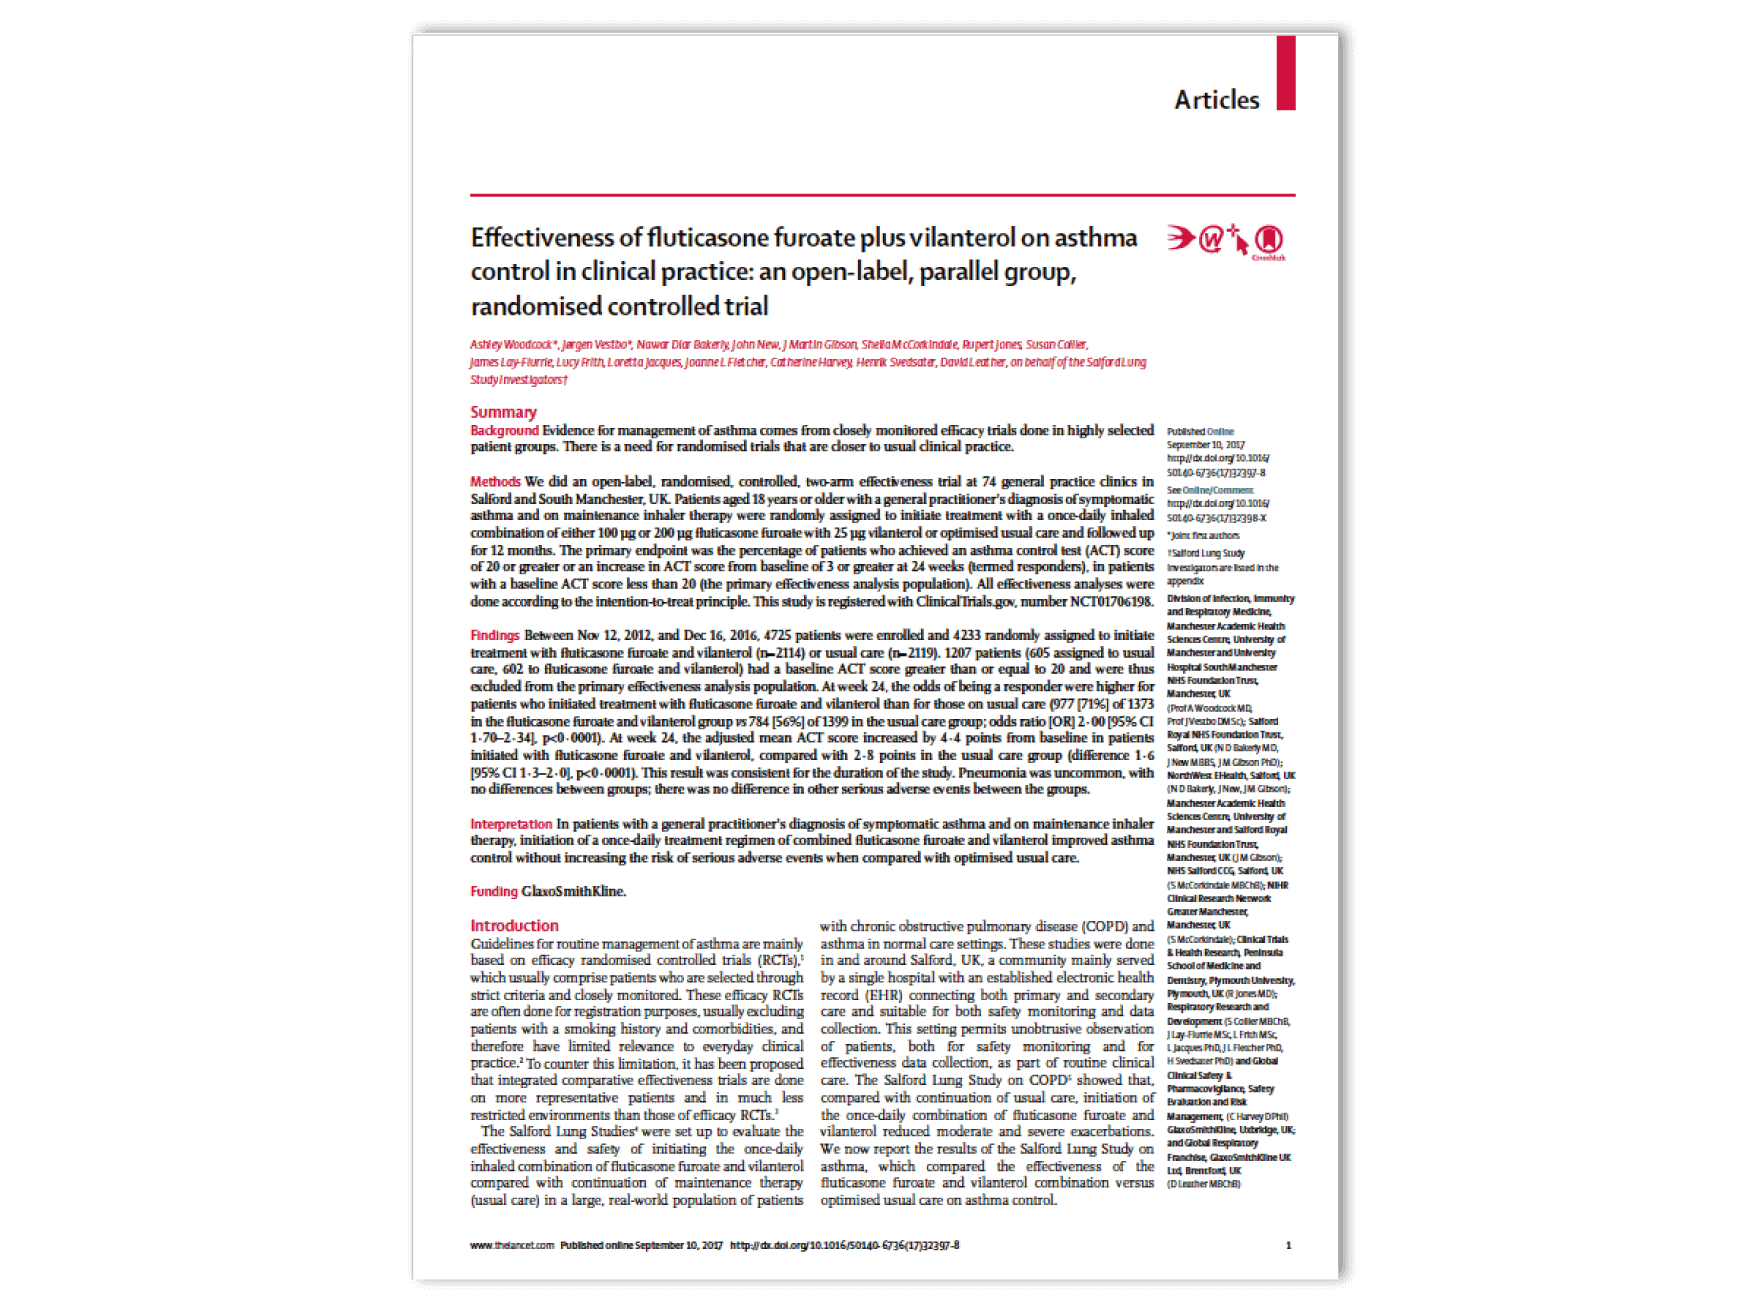 Articles
Effectiveness of fluticasone furoate plus vilanterol on asthma
control in clinical practice: an open-label, parallel group,
randomised controlled trial
Ashley Woodcock*, Jørgen Vestbo*, Nawar Diar Bakerly, John New, J Martin Gibson, Sheila McCorkindale, Rupert Jones, Susan Collier,
James Lay-Flurrie, Lucy Frith, Loretta Jacques, Joanne L Fletcher, Catherine Harvey, Henrik Svedsater, David Leather, on behalf of the Salford Lung
Study Investigators†
Summary
Background Evidence for management of asthma comes from closely monitored efficacy trials done in highly selected
patient groups. There is a need for randomised trials that are closer to usual clinical practice.
Methods We did an open-label, randomised, controlled, two-arm effectiveness trial at 74 general practice clinics in
Salford and South Manchester, UK. Patients aged 18 years or older with a general practitioner's diagnosis of symptomatic
asthma and on maintenance inhaler therapy were randomly assigned to initiate treatment with a once-daily inhaled
combination of either 100 μg or 200 μg fluticasone furoate with 25 μg vilanterol or optimised usual care and followed up
for 12 months. The primary endpoint was the percentage of patients who achieved an asthma control test (ACT) score
of 20 or greater or an increase in ACT score from baseline of 3 or greater at 24 weeks (termed responders), in patients
with a baseline ACT score less than 20 (the primary effectiveness analysis population). All effectiveness analyses were
done according to the intention-to-treat principle. This study is registered with ClinicalTrials.gov, number NCT01706198.
Findings Between Nov 12, 2012, and Dec 16, 2016, 4725 patients were enrolled and 4233 randomly assigned to initiate
treatment with fluticasone furoate and vilanterol (n=2114) or usual care (n=2119). 1207 patients (605 assigned to usual
care, 602 to fluticasone furoate and vilanterol) had a baseline ACT score greater than or equal to 20 and were thus
excluded from the primary effectiveness analysis population. At week 24, the odds of being a responder were higher for
patients who initiated treatment with fluticasone furoate and vilanterol than for those on usual care (977 [71%] of 1373
in the fluticasone furoate and vilanterol group vs 784 [56%] of 1399 in the usual care group; odds ratio [OR] 2·00 [95% CI
1·70–2·34], p<0·0001). At week 24, the adjusted mean ACT score increased by 4·4 points from baseline in patients
initiated with fluticasone furoate and vilanterol, compared with 2·8 points in the usual care group (difference 1·6
[95% CI 1·3–2·0], p<0·0001). This result was consistent for the duration of the study. Pneumonia was uncommon, with
no differences between groups; there was no difference in other serious adverse events between the groups.
Interpretation In patients with a general practitioner's diagnosis of symptomatic asthma and on maintenance inhaler
therapy, initiation of a once-daily treatment regimen of combined fluticasone furoate and vilanterol improved asthma
control without increasing the risk of serious adverse events when compared with optimised usual care.
Funding GlaxoSmithKline.
Introduction
Guidelines for routine management of asthma are mainly
based on efficacy randomised controlled trials (RCTs),¹
which usually comprise patients who are selected through
strict criteria and closely monitored. These efficacy RCTs
are often done for registration purposes, usually excluding
patients with a smoking history and comorbidities, and
therefore have limited relevance to everyday clinical
practice.² To counter this limitation, it has been proposed
that integrated comparative effectiveness trials are done
on more representative patients and in much less
restricted environments than those of efficacy RCTs.³
The Salford Lung Studies⁴ were set up to evaluate the
effectiveness and safety of initiating the once-daily
inhaled combination of fluticasone furoate and vilanterol
compared with continuation of maintenance therapy
(usual care) in a large, real-world population of patients
with chronic obstructive pulmonary disease (COPD) and
asthma in normal care settings. These studies were done
in and around Salford, UK, a community mainly served
by a single hospital with an established electronic health
record (EHR) connecting both primary and secondary
care and suitable for both safety monitoring and data
collection. This setting permits unobtrusive observation
of patients, both for safety monitoring and for
effectiveness data collection, as part of routine clinical
care. The Salford Lung Study on COPD⁵ showed that,
compared with continuation of usual care, initiation of
the once-daily combination of fluticasone furoate and
vilanterol reduced moderate and severe exacerbations.
We now report the results of the Salford Lung Study on
asthma, which compared the effectiveness of the
fluticasone furoate and vilanterol combination versus
optimised usual care on asthma control.
CrossMark
Published Online
September 10, 2017
http://dx.doi.org/10.1016/
S0140-6736(17)32397-8
See Online/Comment
http://dx.doi.org/10.1016/
S0140-6736(17)32398-X
*Joint first authors
†Salford Lung Study
Investigators are listed in the
appendix
Division of Infection, Immunity
and Respiratory Medicine,
Manchester Academic Health
Sciences Centre, University of
Manchester and University
Hospital South Manchester
NHS Foundation Trust,
Manchester, UK
(Prof A Woodcock MD,
Prof J Vestbo DMSc); Salford
Royal NHS Foundation Trust,
Salford, UK (N D Bakerly MD,
J New MBBS, J M Gibson PhD);
NorthWest EHealth, Salford, UK
(N D Bakerly, J New, J M Gibson);
Manchester Academic Health
Sciences Centre, University of
Manchester and Salford Royal
NHS Foundation Trust,
Manchester, UK (J M Gibson);
NHS Salford CCG, Salford, UK
(S McCorkindale MBChB); NIHR
Clinical Research Network
Greater Manchester,
Manchester, UK
(S McCorkindale); Clinical Trials
& Health Research, Peninsula
School of Medicine and
Dentistry, Plymouth University,
Plymouth, UK (R Jones MD);
Respiratory Research and
Development (S Collier MBChB,
J Lay-Flurrie MSc, L Frith MSc,
L Jacques PhD, J L Fletcher PhD,
H Svedsater PhD) and Global
Clinical Safety &
Pharmacovigilance, Safety
Evaluation and Risk
Management, (C Harvey DPhil)
GlaxoSmithKline, Uxbridge, UK;
and Global Respiratory
Franchise, GlaxoSmithKline UK
Ltd, Brentford, UK
(D Leather MBChB)
www.thelancet.com Published online September 10, 2017 http://dx.doi.org/10.1016/S0140-6736(17)32397-8
1